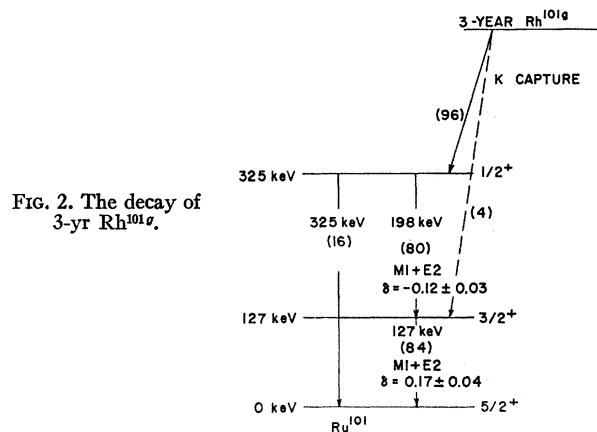 3-YEAR Rh¹⁰¹ᵍ
K CAPTURE
(96)
325 keV
1/2⁺
FIG. 2. The decay of
3-yr Rh¹⁰¹ᵍ.
325 keV
(16)
198 keV
(80)
(4)
M1+E2
δ=-0.12±0.03
127 keV
3/2⁺
127 keV
(84)
M1+E2
δ = 0.17±0.04
0 keV
5/2⁺
Ru¹⁰¹